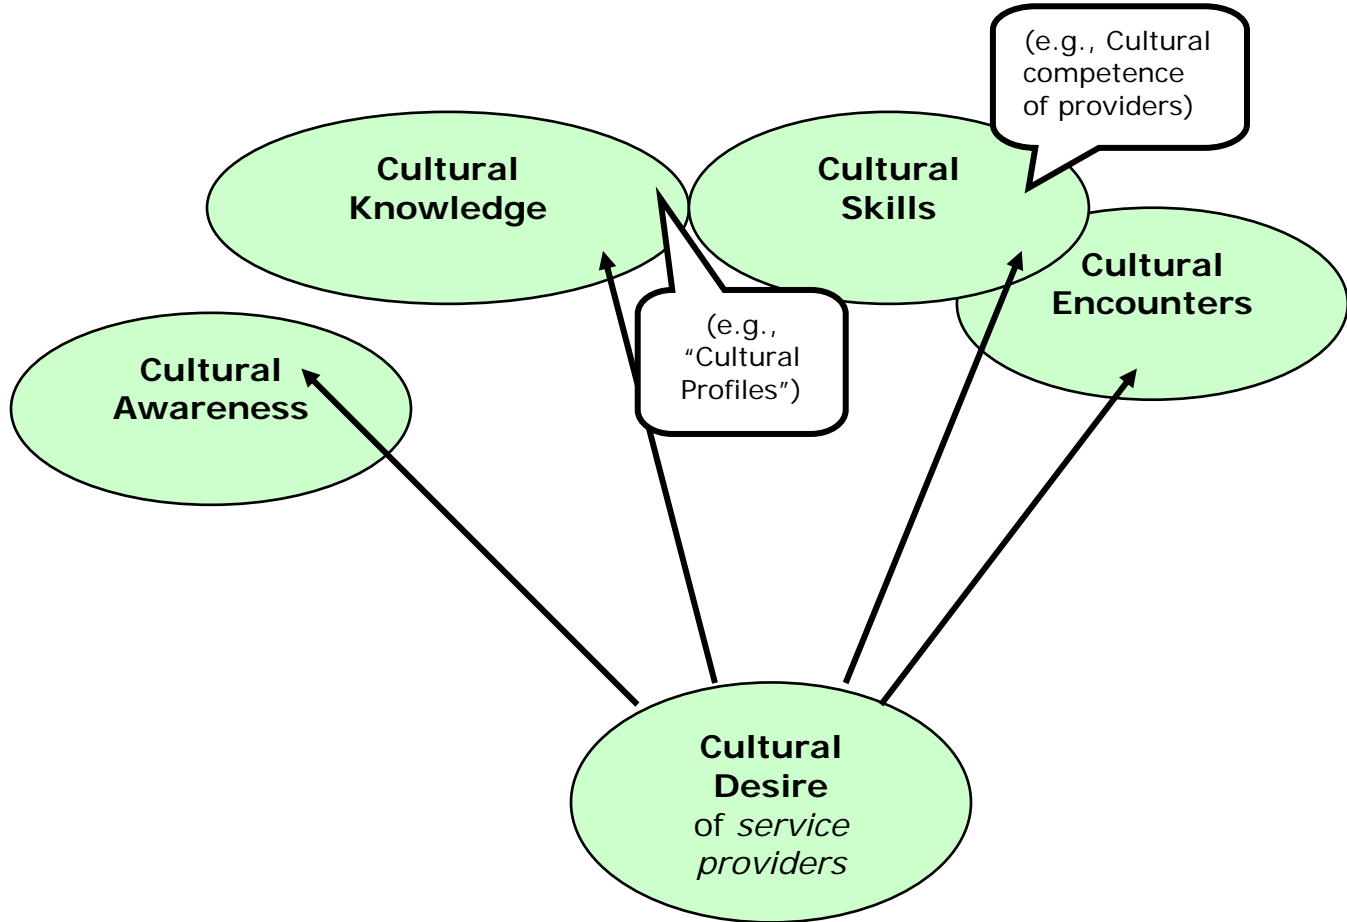 (e.g., Cultural
competence
of providers)
Cultural
Knowledge
Cultural
Skills
Cultural
Encounters
(e.g.,
“Cultural
Profiles”)
Cultural
Awareness
Cultural
Desire
of service
providers